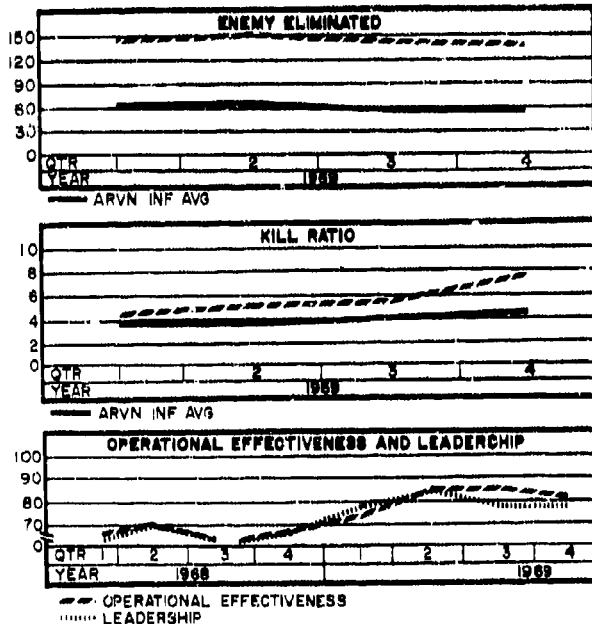 ENEMY ELIMINATED
150
120
90
60
30
0
QTR 2 3 4
YEAR 1969
ARVN INF AVG
KILL RATIO
10
8
6
4
2
0
QTR 2 3 4
YEAR 1969
ARVN INF AVG
OPERATIONAL EFFECTIVENESS AND LEADERSHIP
100
90
80
70
0
QTR 1 2 3 4 2 3 4
YEAR 1968 1969
OPERATIONAL EFFECTIVENESS
LEADERSHIP